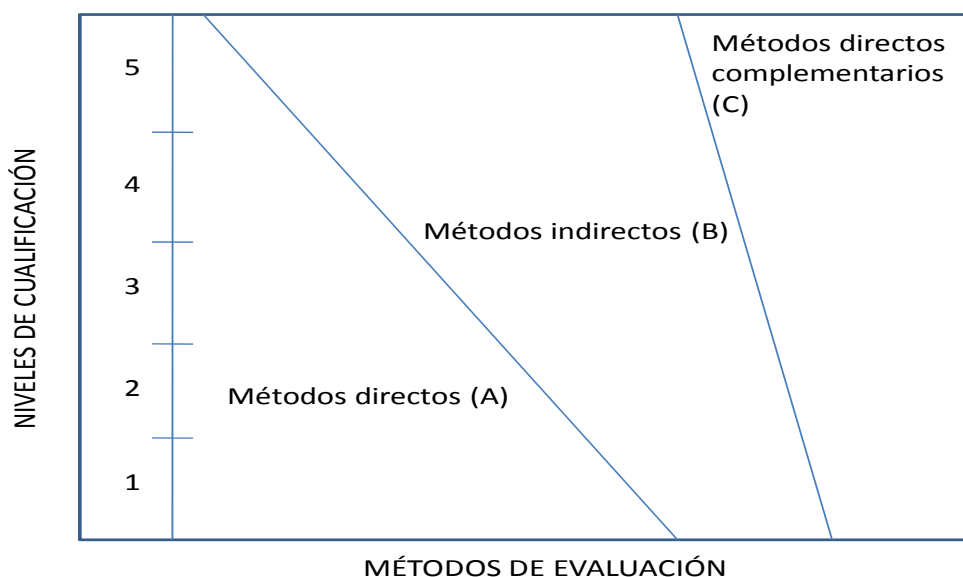 Métodos directos
complementarios
(C)
5
4
Métodos indirectos (B)
3
Métodos directos (A)
2
1
NIVELES DE CUALIFICACIÓN
MÉTODOS DE EVALUACIÓN